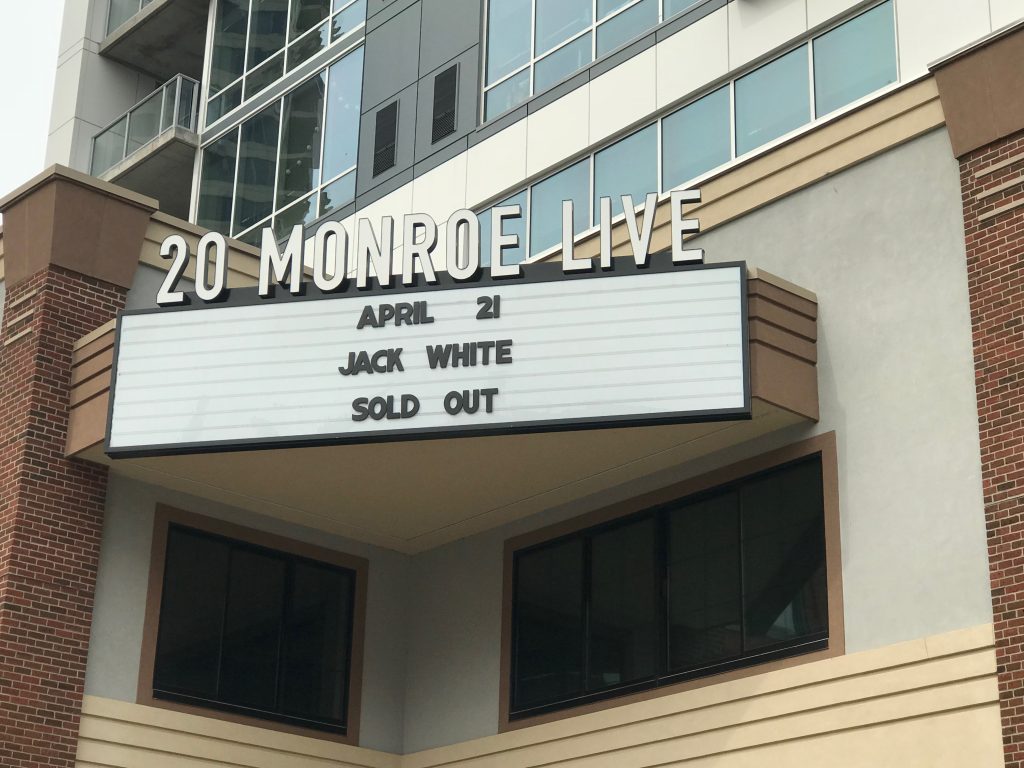 20 MONROE LIVE
APRIL 21
JACK WHITE
SOLD OUT